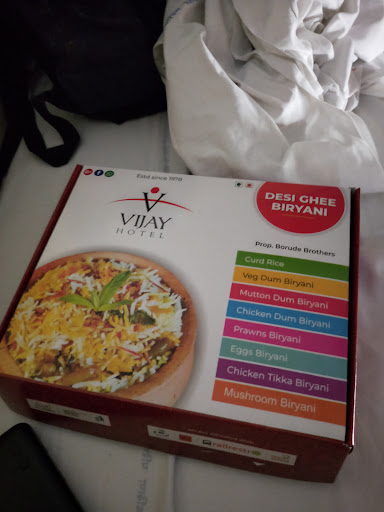 Estd since 1978
VIJAY
HOTEL
DESI GHEE
BIRYANI
Prop. Borude Brothers
Curd Rice
Veg Dum Biryani
Mutton Dum Biryani
Chicken Dum Biryani
Prawns Biryani
Eggs Biryani
Chicken Tikka Biryani
Mushroom Biryani
railrestro